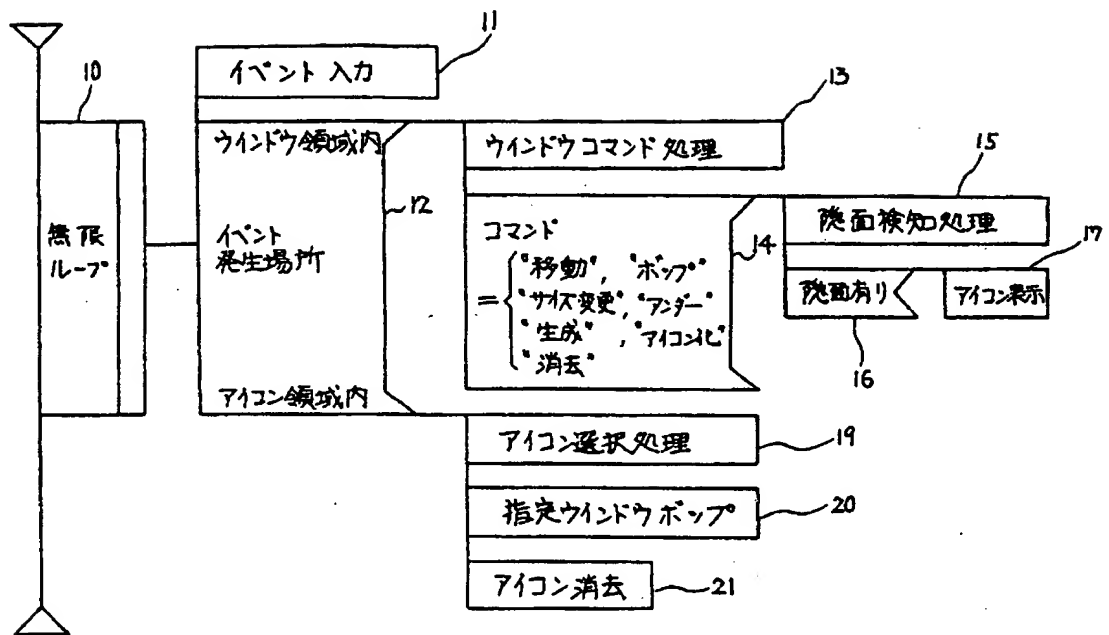 11
イベント 入力
10
13
ウインドウ領域内
ウインドウコマンド処理
15
12
無限
ループ
イベント
発生場所
コマンド
14
隠面検知処理
17
= "移動", "ポップ"
"サイズ変更", "アンダー"
"生成", "アイコン化"
"消去"
隠面有り
アイコン表示
16
アイコン領域内
アイコン選択処理
19
指定ウインドウポップ
20
アイコン消去
21